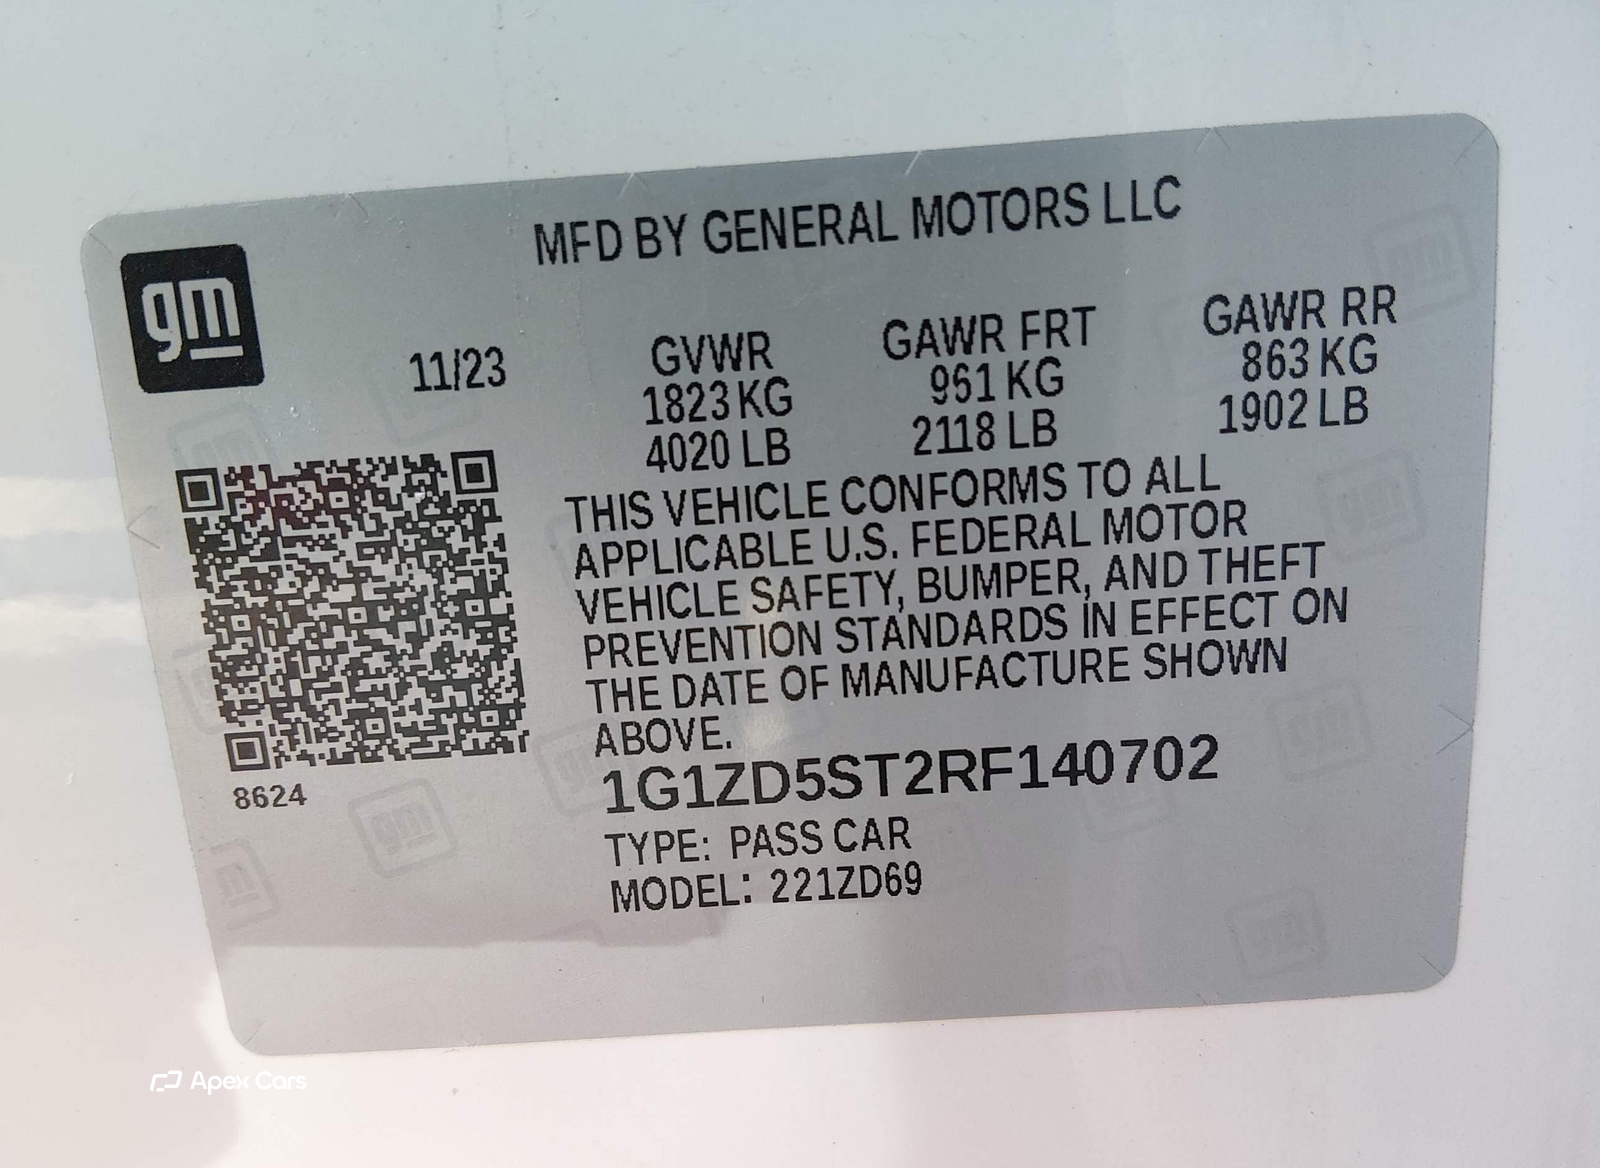 MFD BY GENERAL MOTORS LLC
gm
11/23
GVWR GAWR FRT GAWR RR
1823 KG 961 KG 863 KG
4020 LB 2118 LB 1902 LB
THIS VEHICLE CONFORMS TO ALL
APPLICABLE U.S. FEDERAL MOTOR
VEHICLE SAFETY, BUMPER, AND THEFT
PREVENTION STANDARDS IN EFFECT ON
THE DATE OF MANUFACTURE SHOWN
ABOVE.
1G1ZD5ST2RF140702
8624
TYPE: PASS CAR
MODEL: 221ZD69
Apex Cars